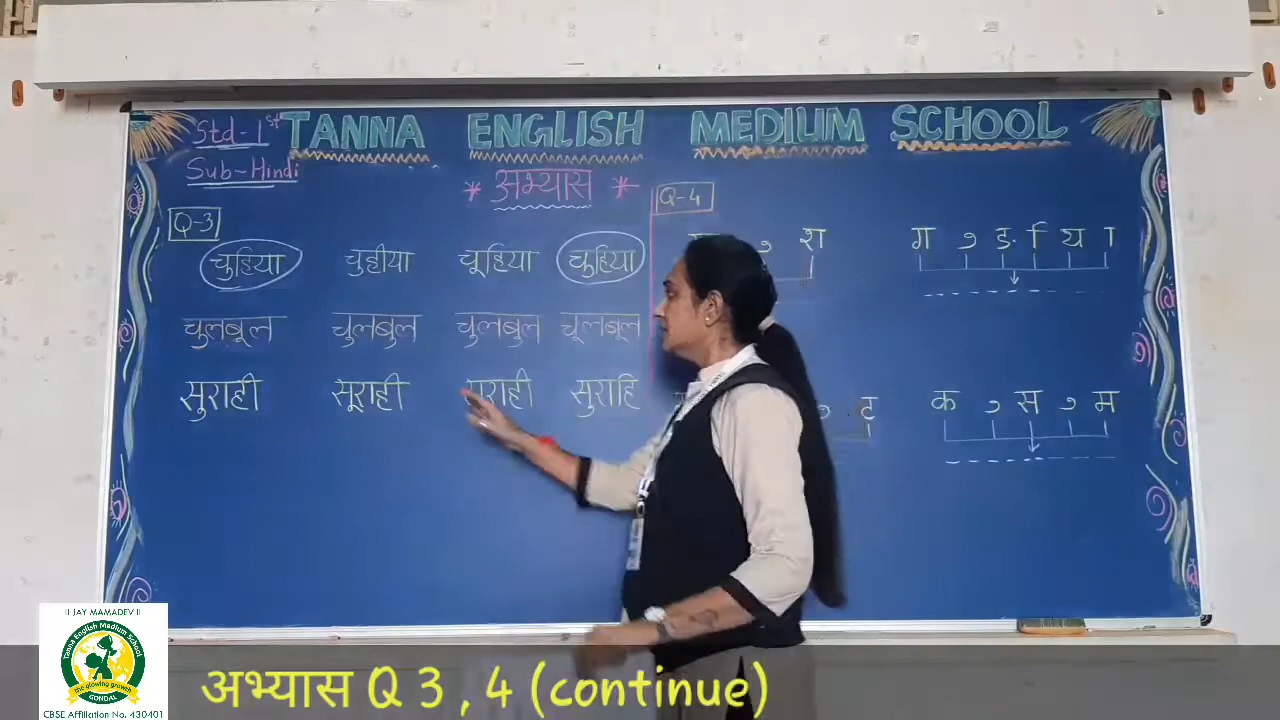 Std-1st TANNA ENGLISH MEDIUM SCHOOL
Sub-Hindi
* अभ्यास *
Q-3
चुहिया चुहीया चूहिया चुहिया
चुलबूल चुलबुल चुलबुल चूलबूल
सुराही सूराही सुराहि
Q-4
ु श
ग ु ड़ ि य ा
ट
क ु स ु म
II JAY MAMADEV II
Tanna English Medium School
the glowing growth
GONDAL
CBSE Affiliation No. 430401
अभ्यास Q 3 , 4 (continue)